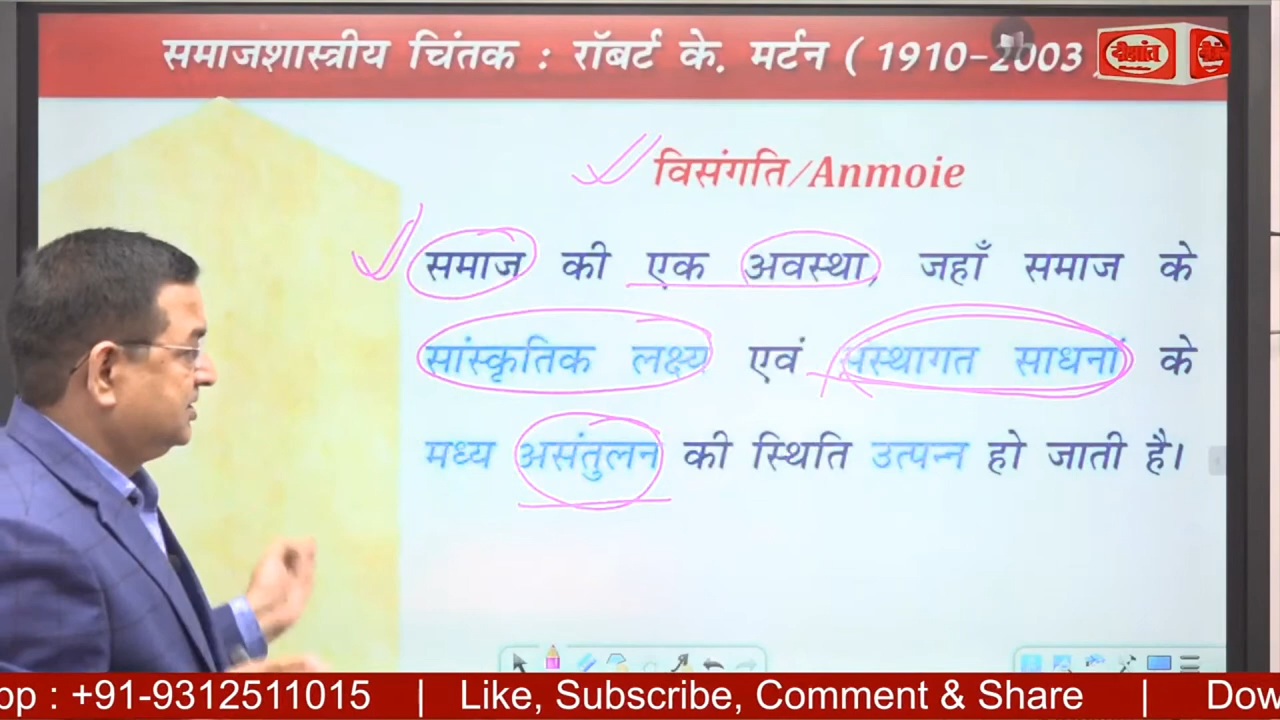 समाजशास्त्रीय चिंतक : रॉबर्ट के. मर्टन ( 1910-2003 )
दीक्षांत
विसंगति/Anmoie
समाज की एक अवस्था, जहाँ समाज के
सांस्कृतिक लक्ष्य एवं संस्थागत साधनों के
मध्य असंतुलन की स्थिति उत्पन्न हो जाती है।
pp : +91-9312511015 | Like, Subscribe, Comment & Share | Dow